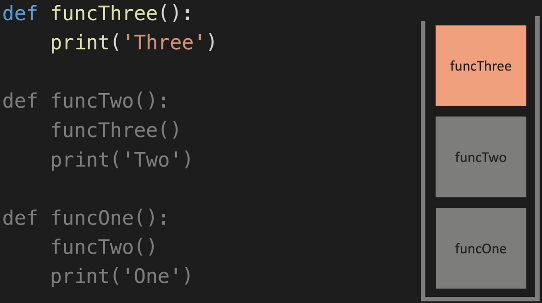 def funcThree():
    print('Three')
def funcTwo():
    funcThree()
    print('Two')
def funcOne():
    funcTwo()
    print('One')
funcThree
funcTwo
funcOne